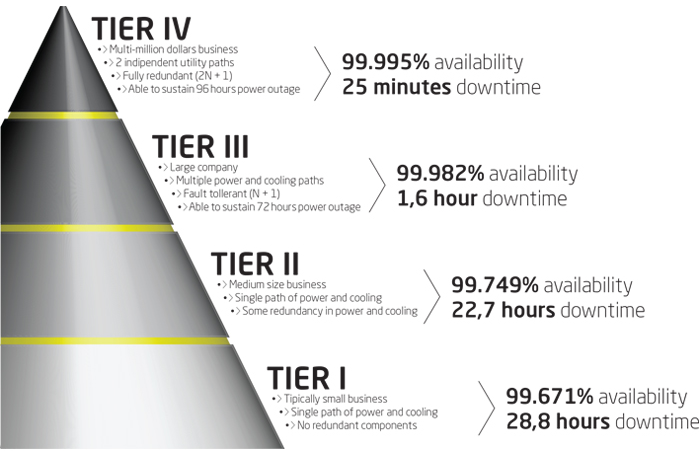 TIER IV
•> Multi-million dollars business
•> 2 indipendent utility paths
•> Fully redundant (2N + 1)
•> Able to sustain 96 hours power outage
99.995% availability
25 minutes downtime
TIER III
•> Large company
•> Multiple power and cooling paths
•> Fault tollerant (N + 1)
•> Able to sustain 72 hours power outage
99.982% availability
1,6 hour downtime
TIER II
•> Medium size business
•> Single path of power and cooling
•> Some redundancy in power and cooling
99.749% availability
22,7 hours downtime
TIER I
•> Tipically small business
•> Single path of power and cooling
•> No redundant components
99.671% availability
28,8 hours downtime